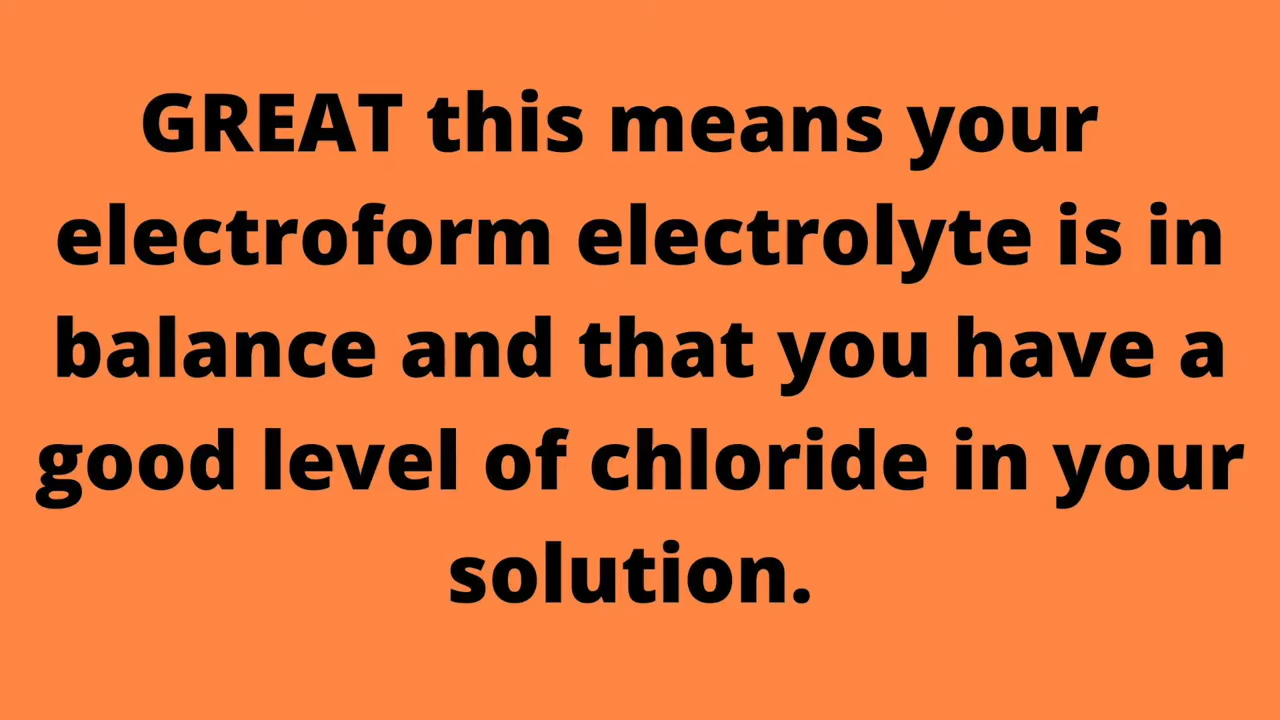 GREAT this means your
electroform electrolyte is in
balance and that you have a
good level of chloride in your
solution.